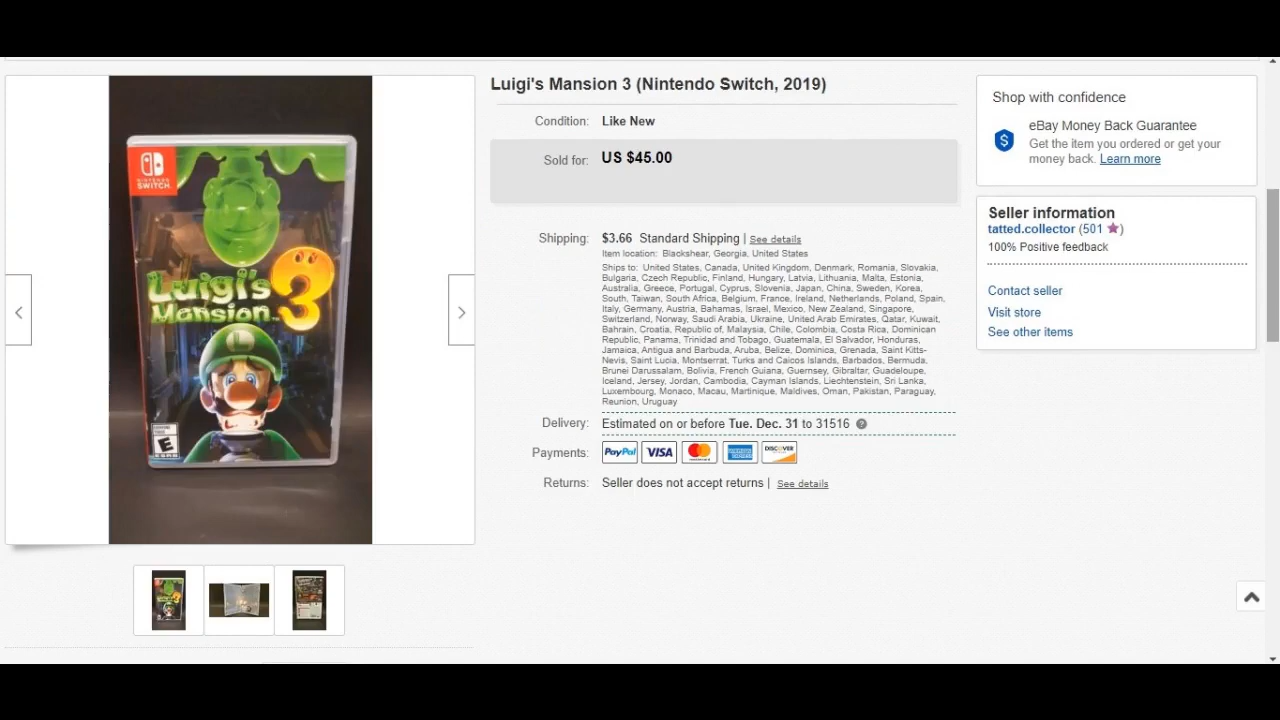 Luigi's Mansion 3 (Nintendo Switch, 2019)
Condition: Like New
Sold for: US $45.00
Shipping: $3.66 Standard Shipping | See details
Item location: Blackshear, Georgia, United States
Ships to: United States, Canada, United Kingdom, Denmark, Romania, Slovakia,
Bulgaria, Czech Republic, Finland, Hungary, Latvia, Lithuania, Malta, Estonia,
Australia, Greece, Portugal, Cyprus, Slovenia, Japan, China, Sweden, Korea,
South, Taiwan, South Africa, Belgium, France, Ireland, Netherlands, Poland, Spain,
Italy, Germany, Austria, Bahamas, Israel, Mexico, New Zealand, Singapore,
Switzerland, Norway, Saudi Arabia, Ukraine, United Arab Emirates, Qatar, Kuwait,
Bahrain, Croatia, Republic of, Malaysia, Chile, Colombia, Costa Rica, Dominican
Republic, Panama, Trinidad and Tobago, Guatemala, El Salvador, Honduras,
Jamaica, Antigua and Barbuda, Aruba, Belize, Dominica, Grenada, Saint Kitts-
Nevis, Saint Lucia, Montserrat, Turks and Caicos Islands, Barbados, Bermuda,
Brunei Darussalam, Bolivia, French Guiana, Guernsey, Gibraltar, Guadeloupe,
Iceland, Jersey, Jordan, Cambodia, Cayman Islands, Liechtenstein, Sri Lanka,
Luxembourg, Monaco, Macau, Martinique, Maldives, Oman, Pakistan, Paraguay,
Reunion, Uruguay
Delivery: Estimated on or before Tue. Dec. 31 to 31516
Payments: PayPal VISA MasterCard AMERICAN EXPRESS DISCOVER
Returns: Seller does not accept returns | See details
Shop with confidence
eBay Money Back Guarantee
Get the item you ordered or get your
money back. Learn more
Seller information
tatted.collector (501)
100% Positive feedback
Contact seller
Visit store
See other items
NINTENDO
SWITCH
Luigi's
Mansion 3
L
E
ESRB